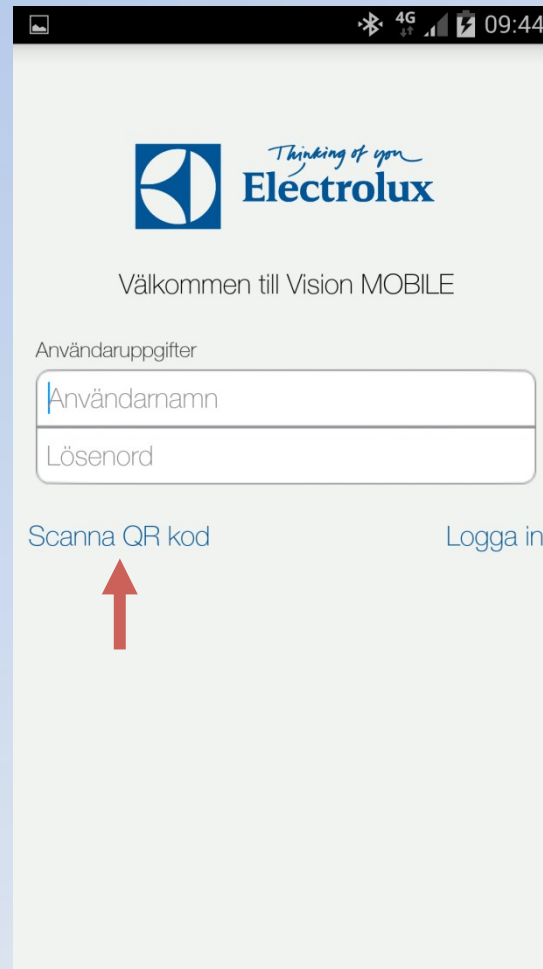 4G 09:44
Thinking of you
Electrolux
Välkommen till Vision MOBILE
Användaruppgifter
Användarnamn
Lösenord
Scanna QR kod Logga in